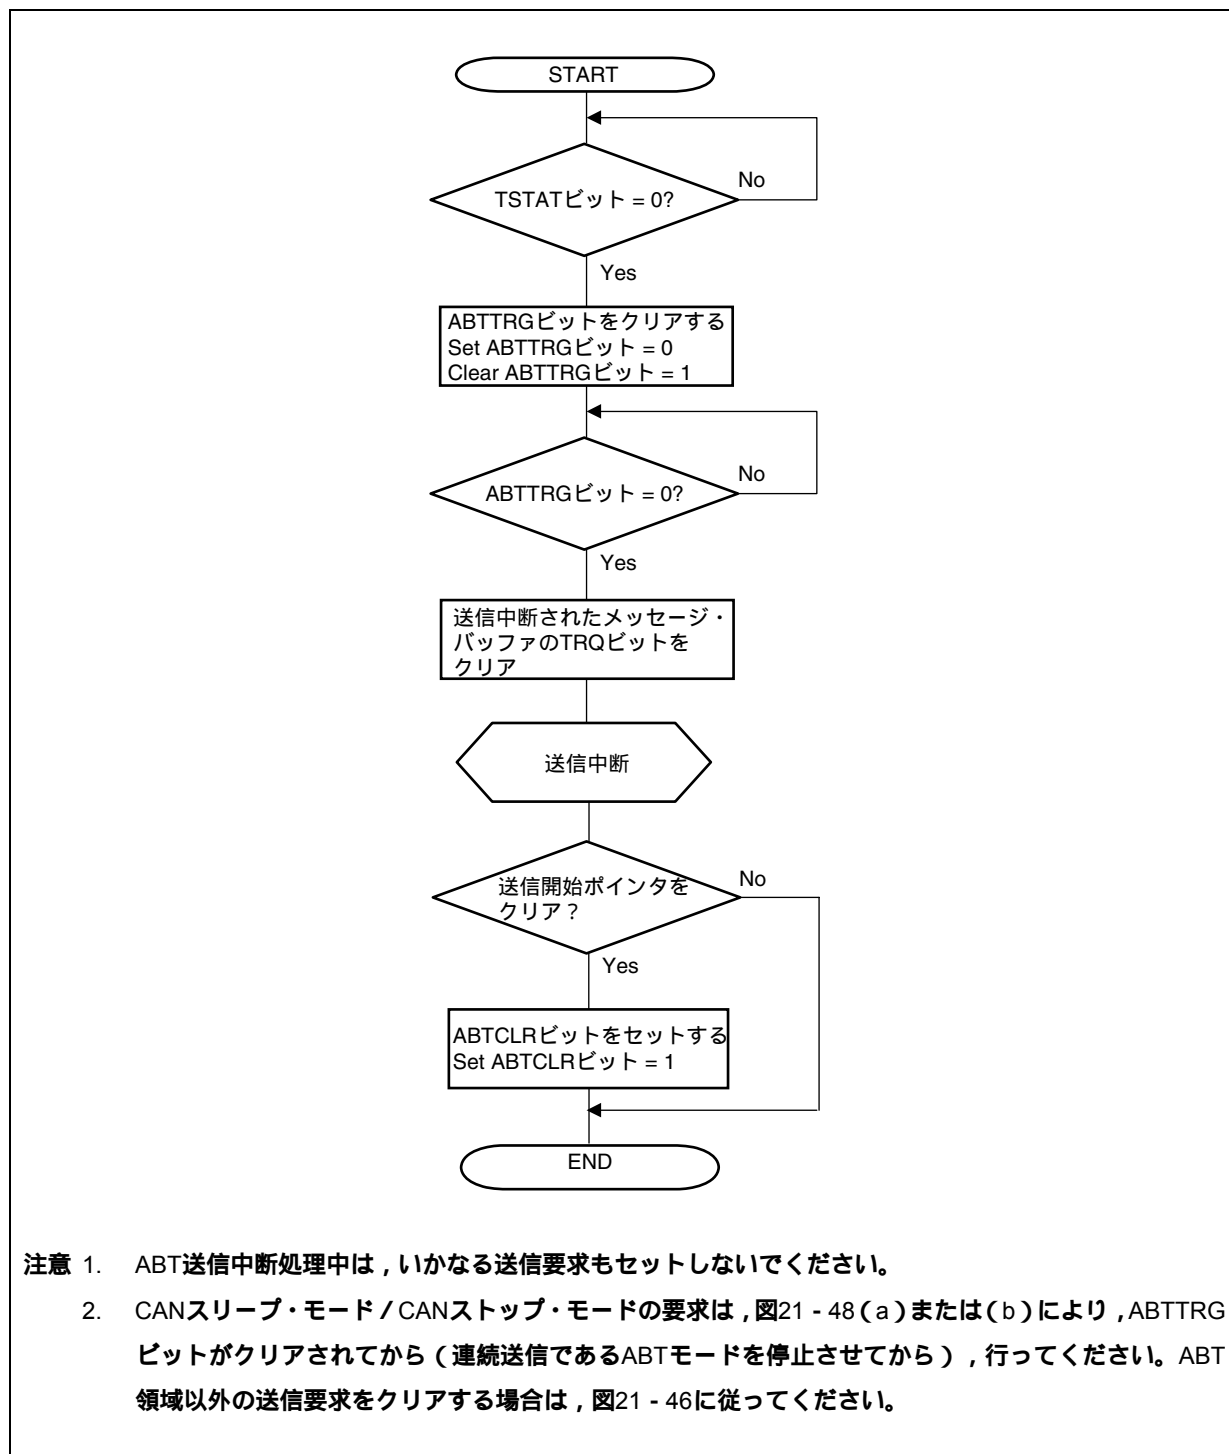 START
TSTATビット = 0?
No
Yes
ABTTRGビットをクリアする
Set ABTTRGビット = 0
Clear ABTTRGビット = 1
ABTTRGビット = 0?
No
Yes
送信中断されたメッセージ・
バッファのTRQビットを
クリア
送信中断
送信開始ポインタを
クリア？
No
Yes
ABTCLRビットをセットする
Set ABTCLRビット = 1
END
注意 1. ABT送信中断処理中は，いかなる送信要求もセットしないでください。
2. CANスリープ・モード／CANストップ・モードの要求は，図21 - 48（a）または（b）により，ABTTRG
ビットがクリアされてから（連続送信であるABTモードを停止させてから），行ってください。ABT
領域以外の送信要求をクリアする場合は，図21 - 46に従ってください。